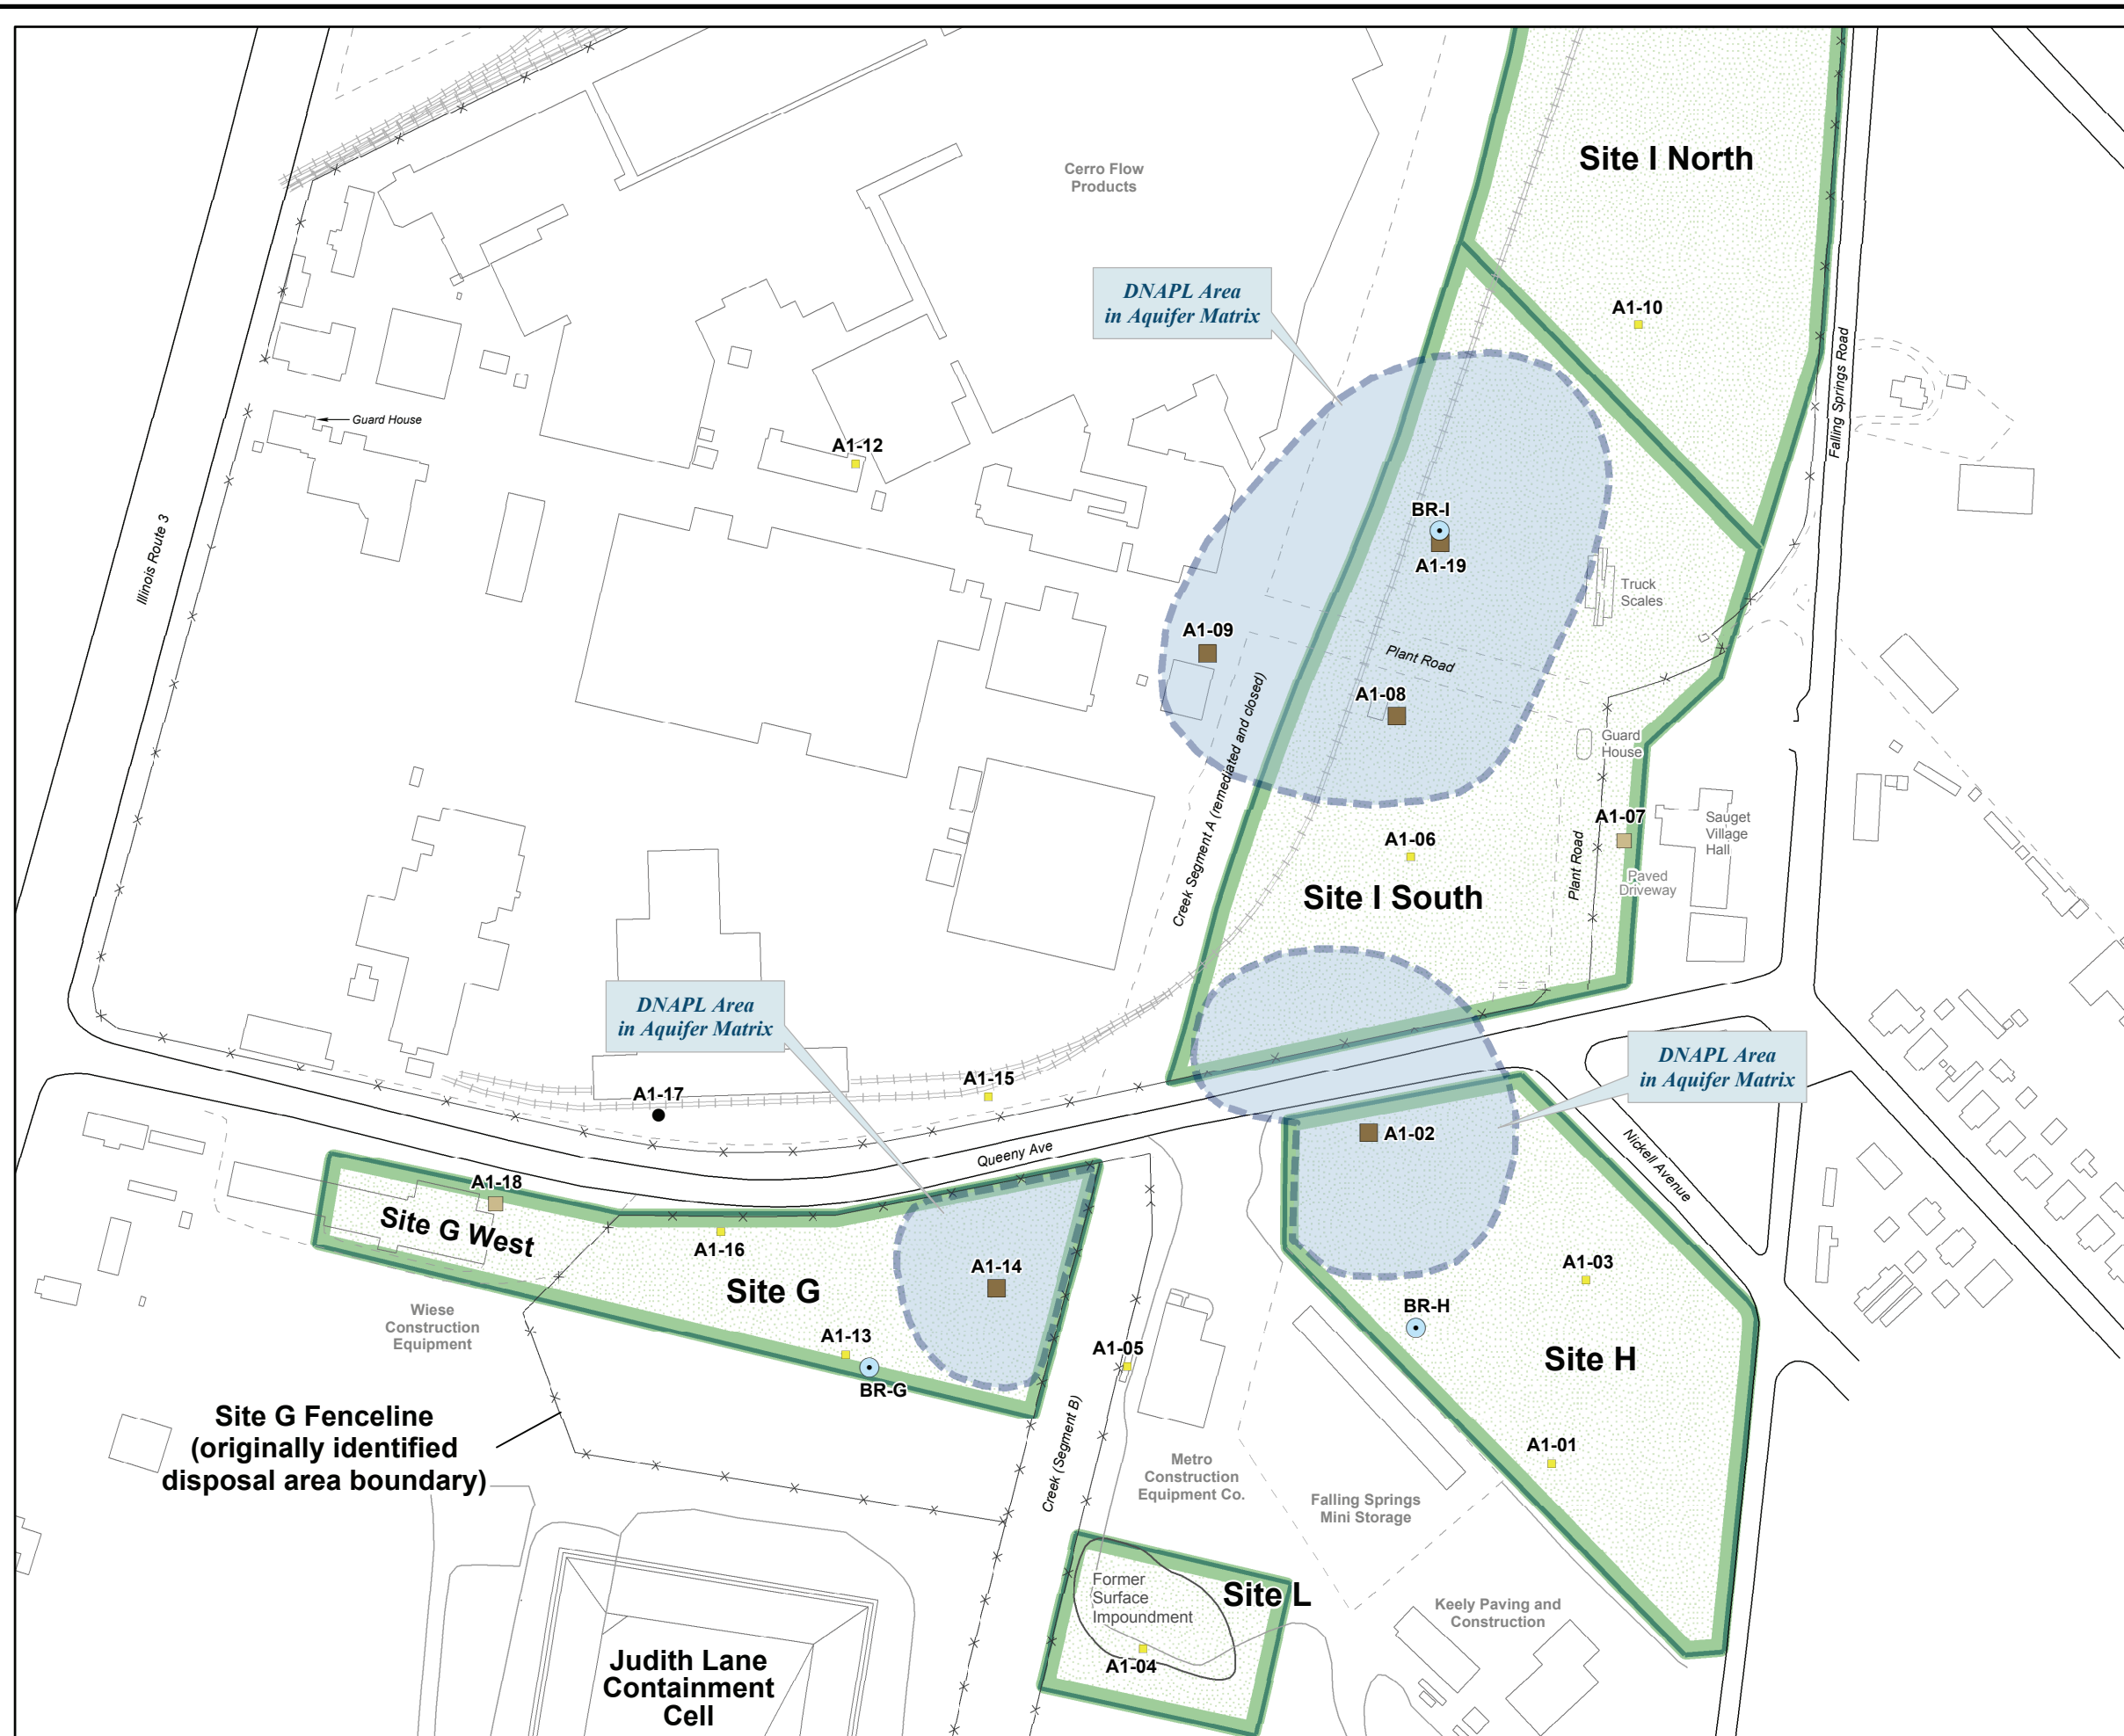 Site I North
Cerro Flow
Products
DNAPL Area
in Aquifer Matrix
A1-10
Falling Springs Road
Guard House
A1-12
BR-I
A1-19
Illinois Route 3
Truck
Scales
A1-09
Plant Road
A1-08
Creek Segment A (remediated and closed)
Guard
House
A1-07
Sauget
Village
Hall
A1-06
Plant Road
Paved
Driveway
Site I South
DNAPL Area
in Aquifer Matrix
DNAPL Area
in Aquifer Matrix
A1-15
A1-17
A1-02
Queeny Ave
Nickell Avenue
A1-18
Site G West
A1-16
Site G
A1-14
A1-03
Wiese
Construction
Equipment
BR-H
A1-13
A1-05
Site H
BR-G
Site G Fenceline
(originally identified
disposal area boundary)
Creek (Segment B)
A1-01
Metro
Construction
Equipment Co.
Falling Springs
Mini Storage
Former
Surface
Impoundment
Site L
Keely Paving and
Construction
A1-04
Judith Lane
Containment
Cell